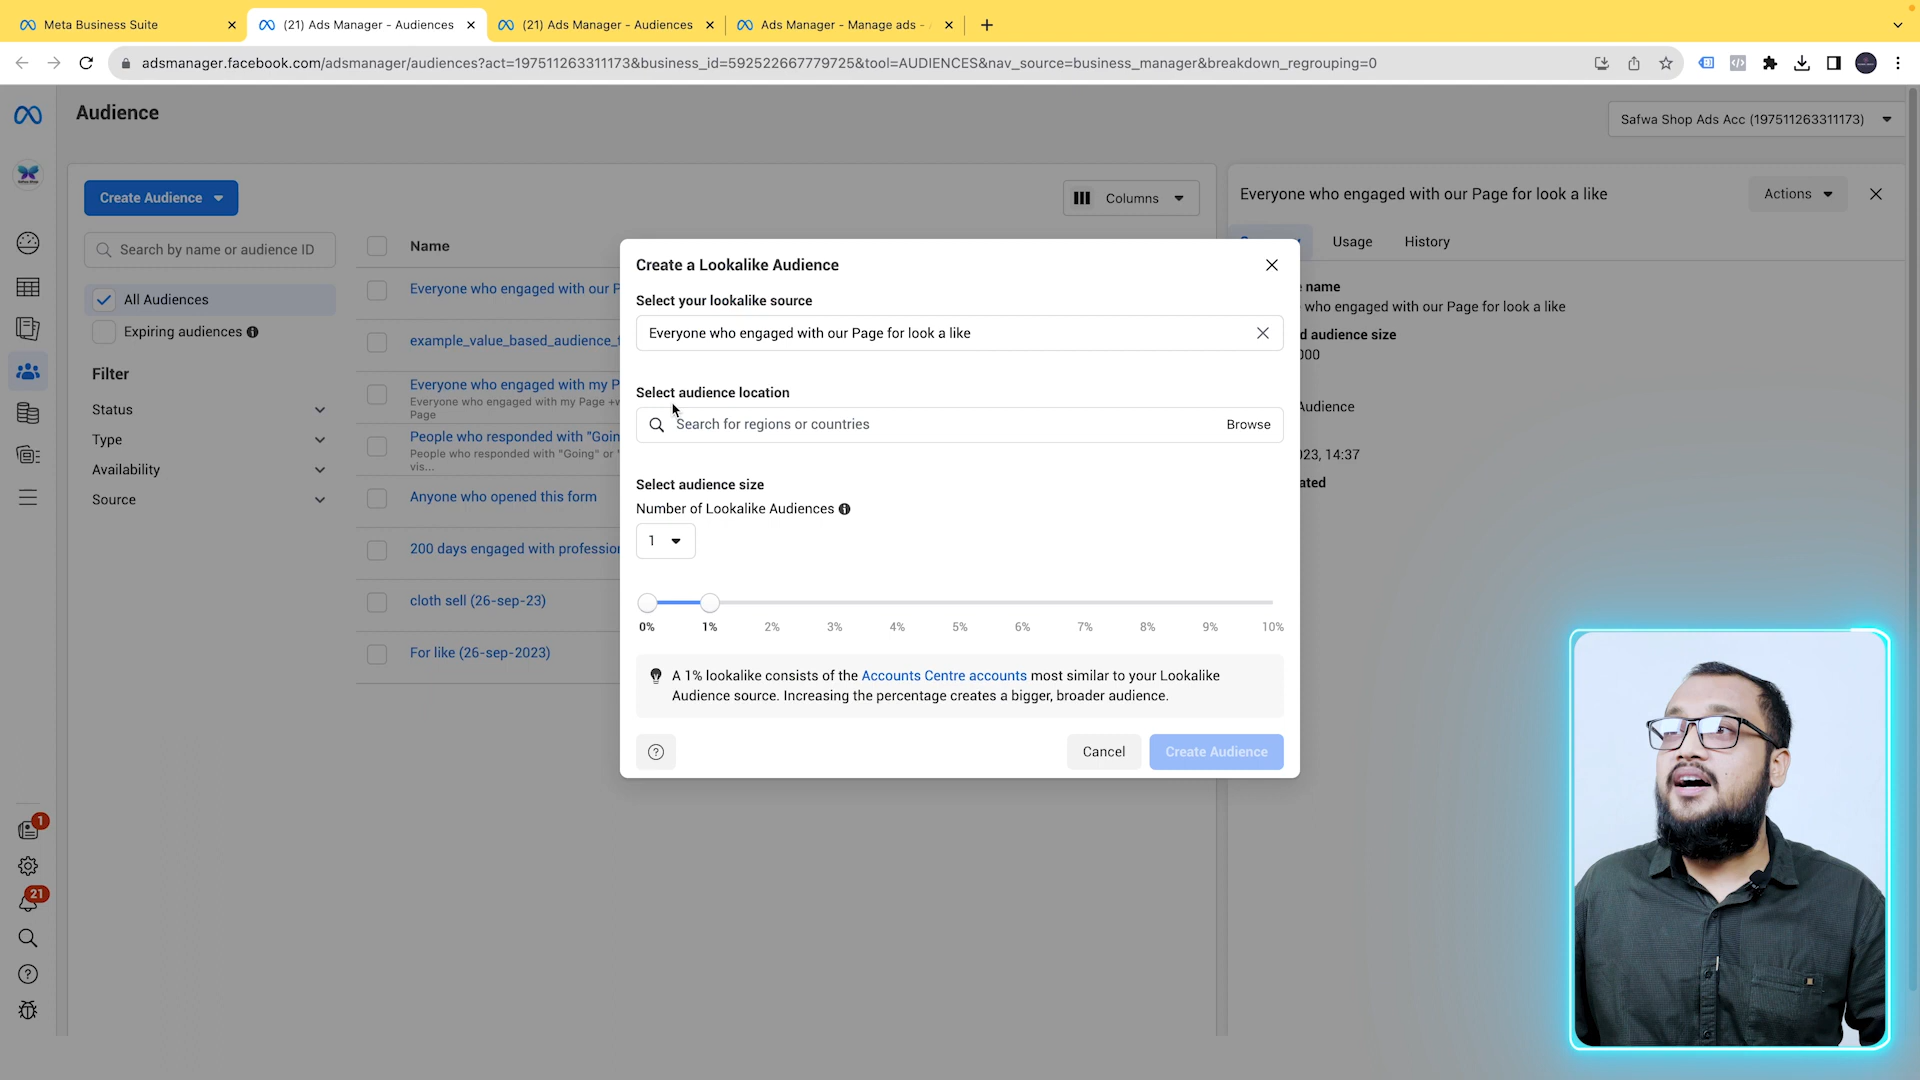 Meta Business Suite
(21) Ads Manager - Audiences
(21) Ads Manager - Audiences
Ads Manager - Manage ads -
adsmanager.facebook.com/adsmanager/audiences?act=197511263311173&business_id=592522667779725&tool=AUDIENCES&nav_source=business_manager&breakdown_regrouping=0
Audience
Safwa Shop Ads Acc (197511263311173)
Create Audience
Columns
Everyone who engaged with our Page for look a like
Actions
Search by name or audience ID
Name
Usage
History
All Audiences
Expiring audiences
Filter
Status
Type
Availability
Source
Everyone who engaged with our P
example_value_based_audience_f
Everyone who engaged with my P
Everyone who engaged with my Page +v
Page
People who responded with "Goin
People who responded with "Going" or "
vis...
Anyone who opened this form
200 days engaged with profession
cloth sell (26-sep-23)
For like (26-sep-2023)
Create a Lookalike Audience
Select your lookalike source
Everyone who engaged with our Page for look a like
Select audience location
Search for regions or countries
Browse
Select audience size
Number of Lookalike Audiences
1
0% 1% 2% 3% 4% 5% 6% 7% 8% 9% 10%
A 1% lookalike consists of the Accounts Centre accounts most similar to your Lookalike
Audience source. Increasing the percentage creates a bigger, broader audience.
Cancel
Create Audience
name
who engaged with our Page for look a like
d audience size
000
Audience
23, 14:37
ated
1
21